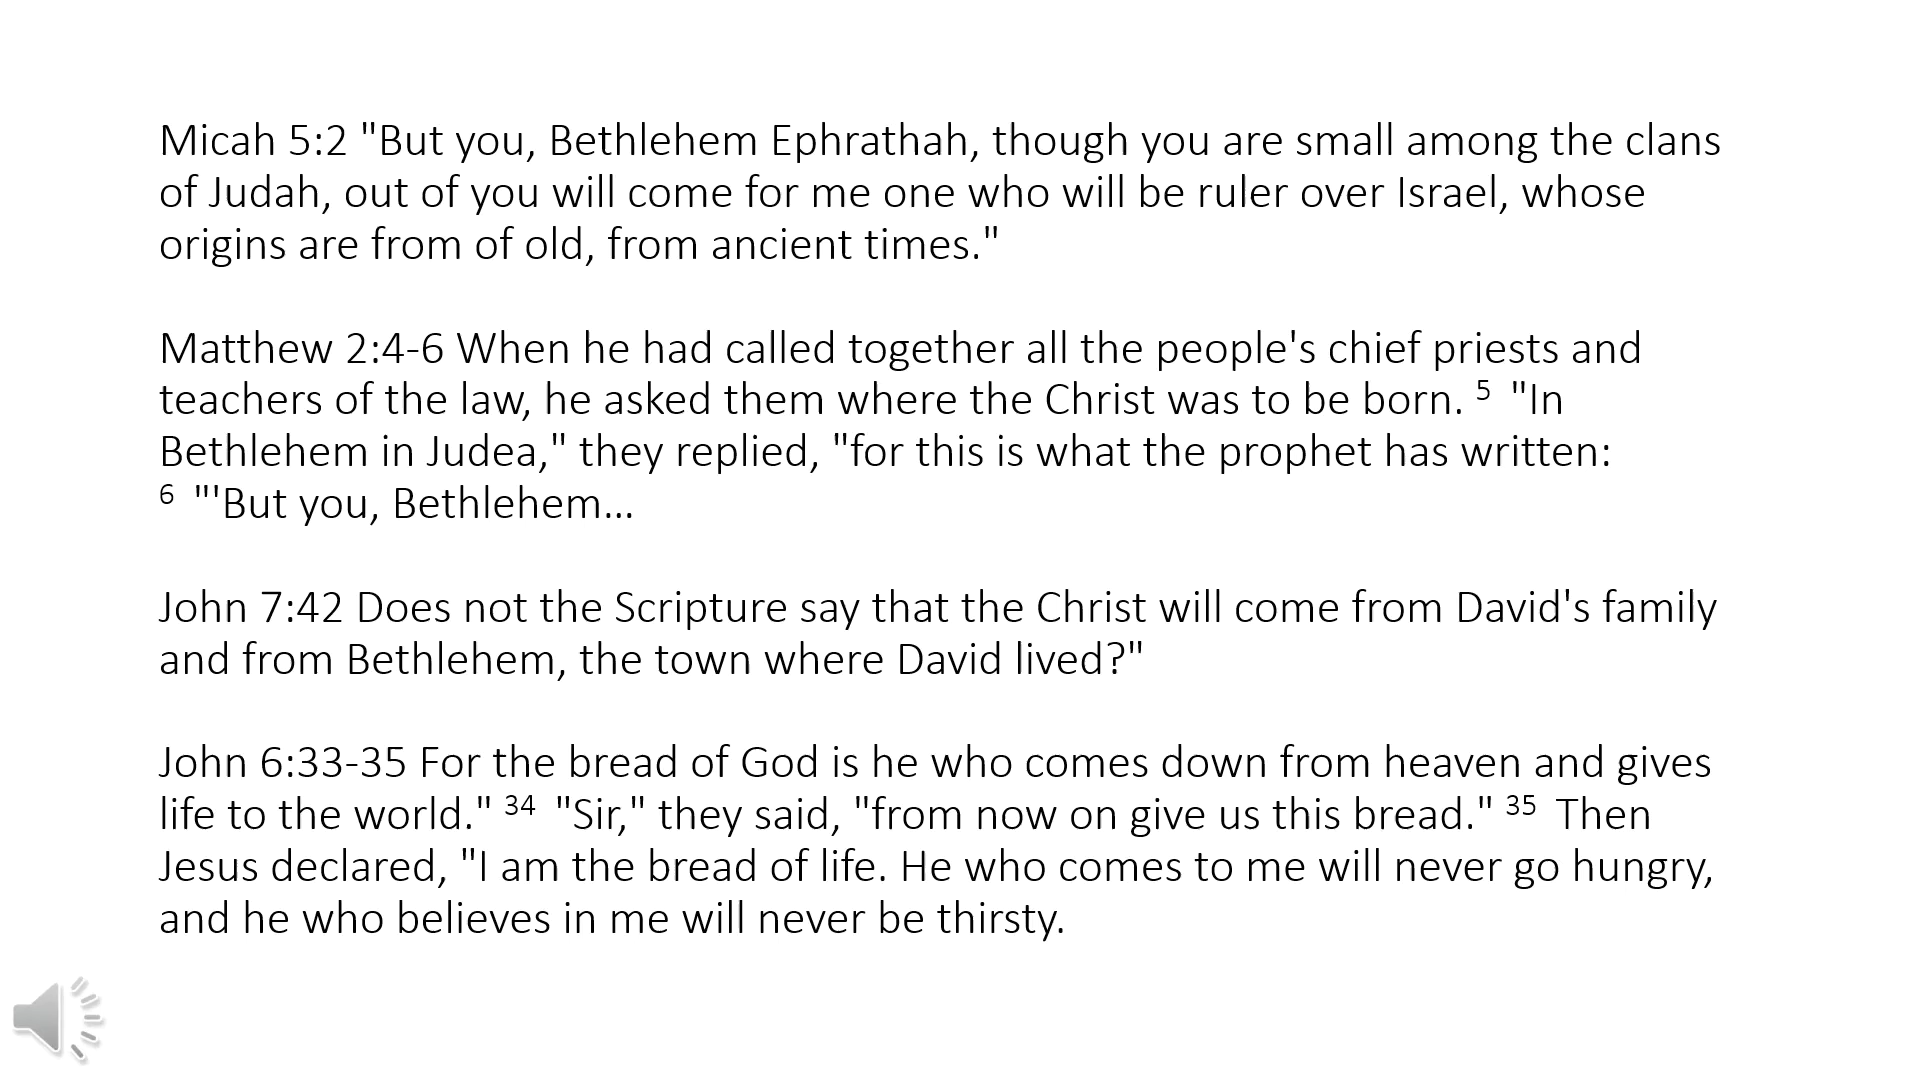 Micah 5:2 "But you, Bethlehem Ephrathah, though you are small among the clans
of Judah, out of you will come for me one who will be ruler over Israel, whose
origins are from of old, from ancient times."
Matthew 2:4-6 When he had called together all the people's chief priests and
teachers of the law, he asked them where the Christ was to be born. 5 "In
Bethlehem in Judea," they replied, "for this is what the prophet has written:
6 "'But you, Bethlehem…
John 7:42 Does not the Scripture say that the Christ will come from David's family
and from Bethlehem, the town where David lived?"
John 6:33-35 For the bread of God is he who comes down from heaven and gives
life to the world." 34 "Sir," they said, "from now on give us this bread." 35 Then
Jesus declared, "I am the bread of life. He who comes to me will never go hungry,
and he who believes in me will never be thirsty.